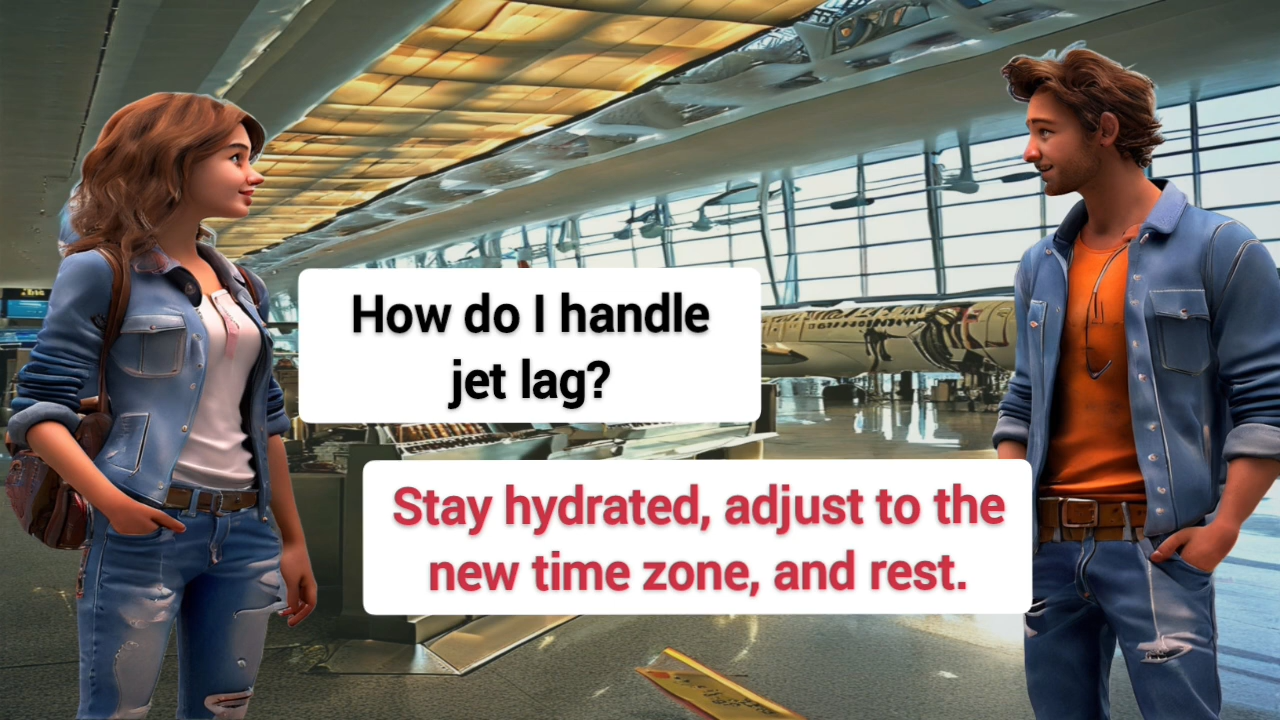 How do I handle
jet lag?
Stay hydrated, adjust to the
new time zone, and rest.